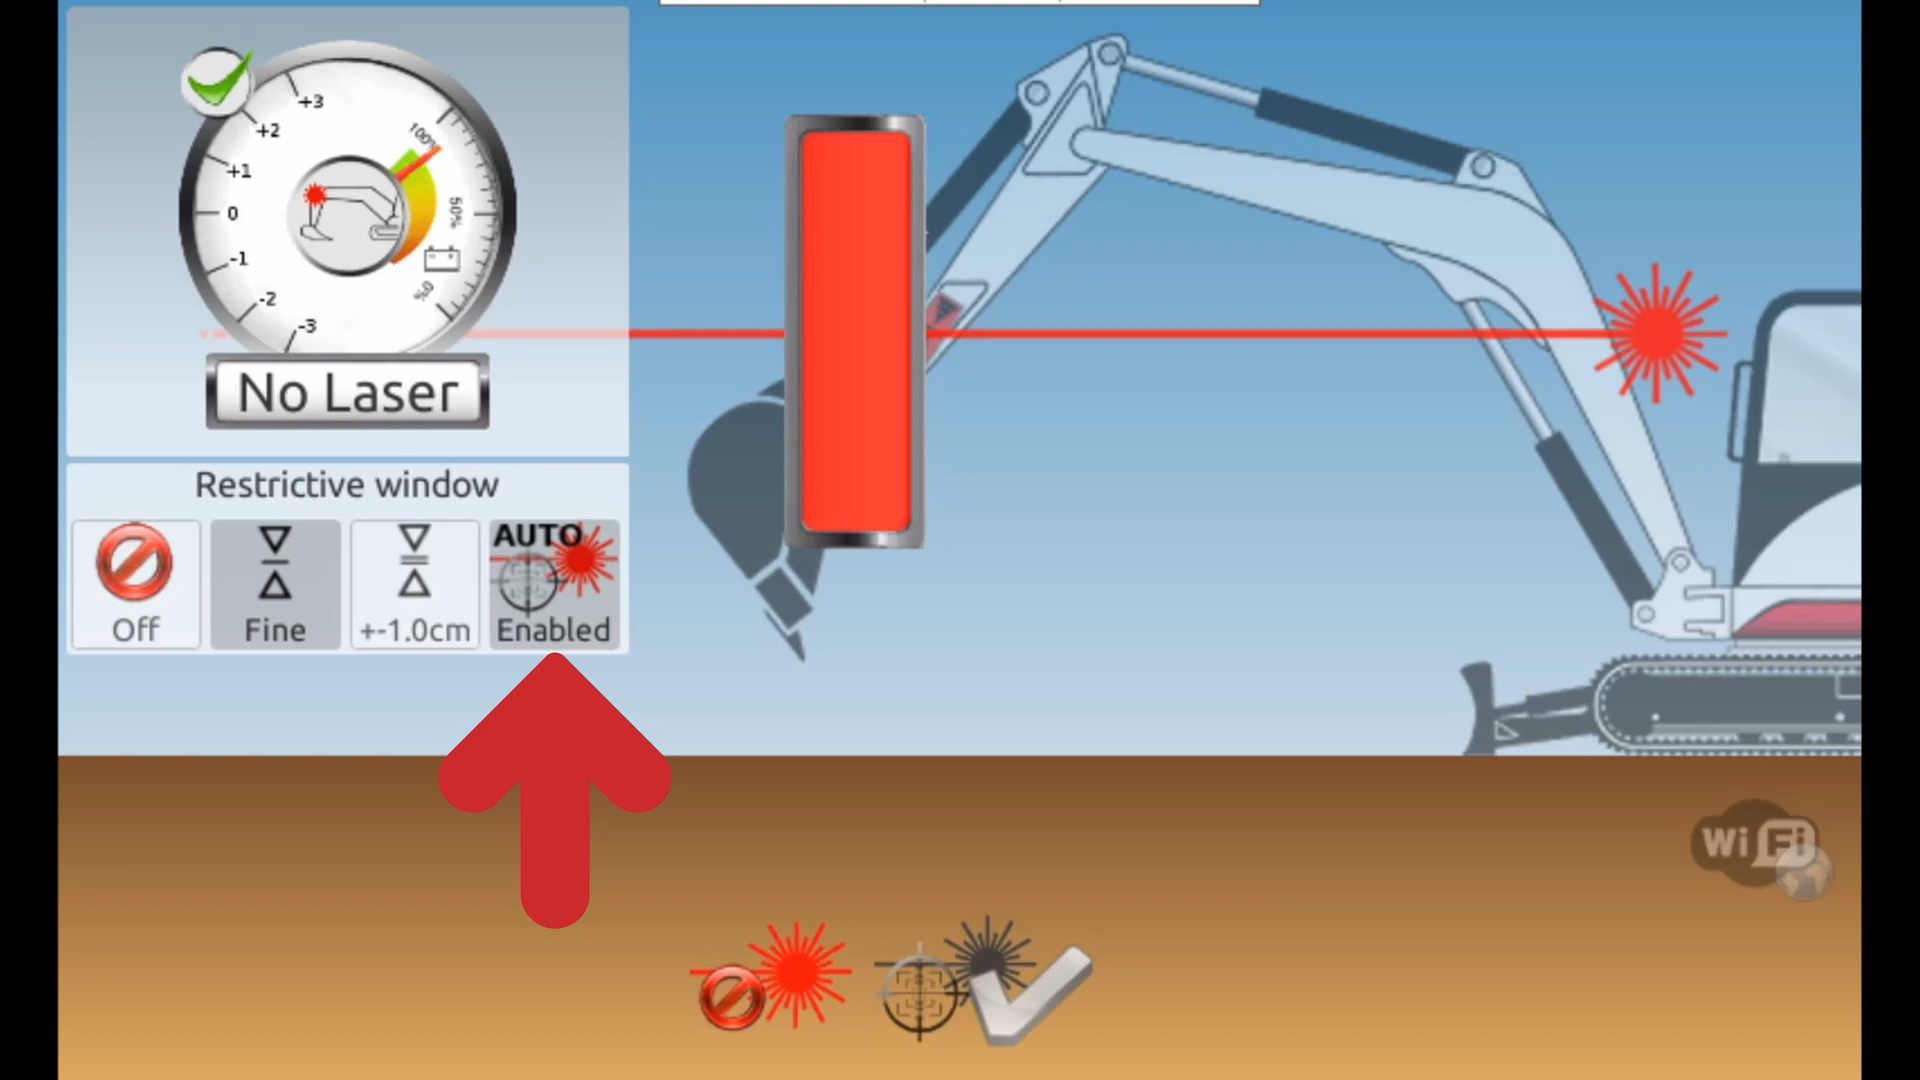 +3
+2
+1
0
-1
-2
-3
100%
50%
0%
No Laser
Restrictive window
AUTO
Off
Fine
+-1.0cm
Enabled
WiFi